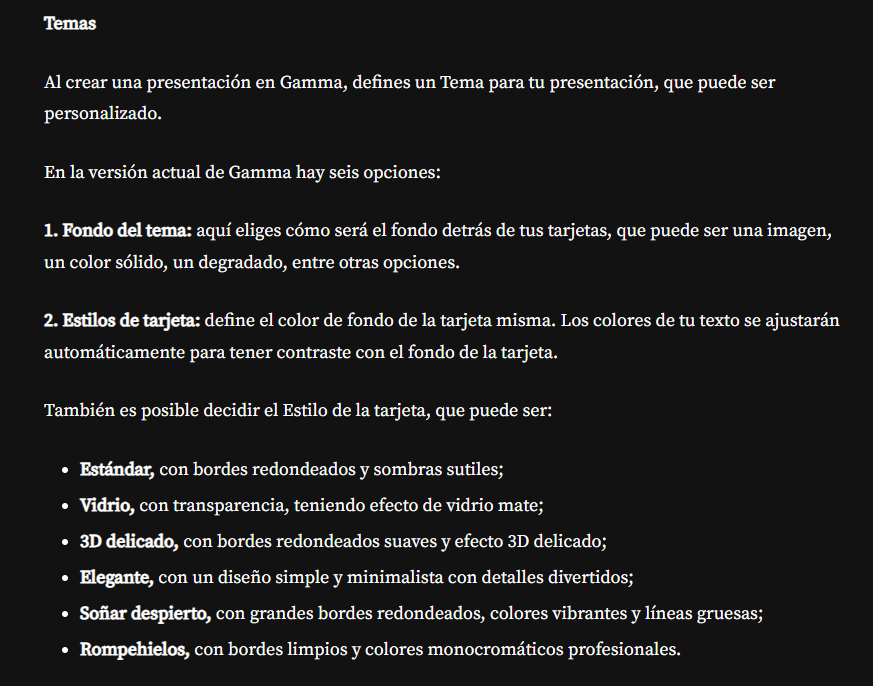 Temas
Al crear una presentación en Gamma, defines un Tema para tu presentación, que puede ser
personalizado.
En la versión actual de Gamma hay seis opciones:
1. Fondo del tema: aquí eliges cómo será el fondo detrás de tus tarjetas, que puede ser una imagen,
un color sólido, un degradado, entre otras opciones.
2. Estilos de tarjeta: define el color de fondo de la tarjeta misma. Los colores de tu texto se ajustarán
automáticamente para tener contraste con el fondo de la tarjeta.
También es posible decidir el Estilo de la tarjeta, que puede ser:
• Estándar, con bordes redondeados y sombras sutiles;
• Vidrio, con transparencia, teniendo efecto de vidrio mate;
• 3D delicado, con bordes redondeados suaves y efecto 3D delicado;
• Elegante, con un diseño simple y minimalista con detalles divertidos;
• Soñar despierto, con grandes bordes redondeados, colores vibrantes y líneas gruesas;
• Rompehielos, con bordes limpios y colores monocromáticos profesionales.